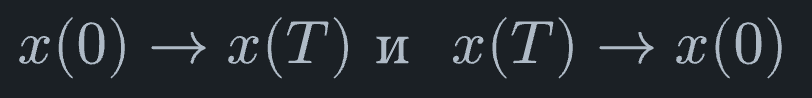 x(0) → x(T) и x(T) → x(0)